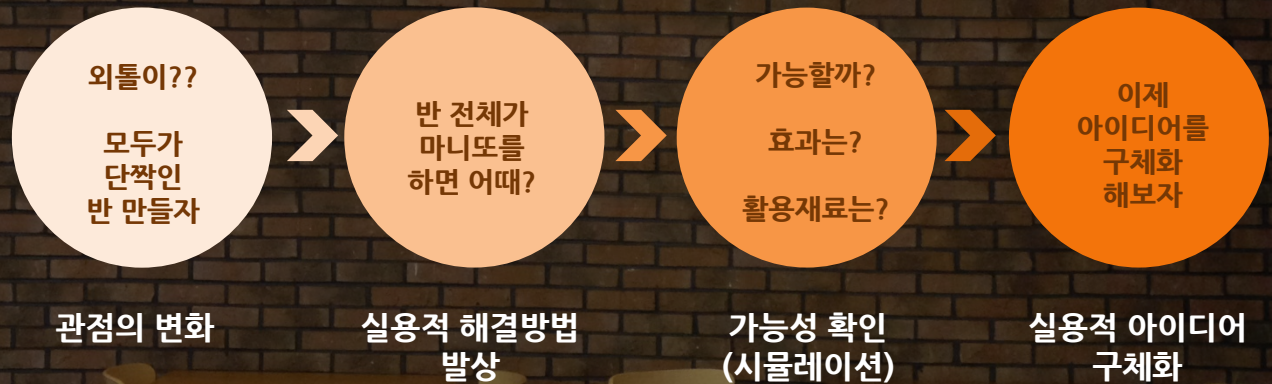 외톨이??
모두가
단짝인
반 만들자
반 전체가
마니또를
하면 어때?
가능할까?
효과는?
활용재료는?
이제
아이디어를
구체화
해보자
관점의 변화
실용적 해결방법
발상
가능성 확인
(시뮬레이션)
실용적 아이디어
구체화